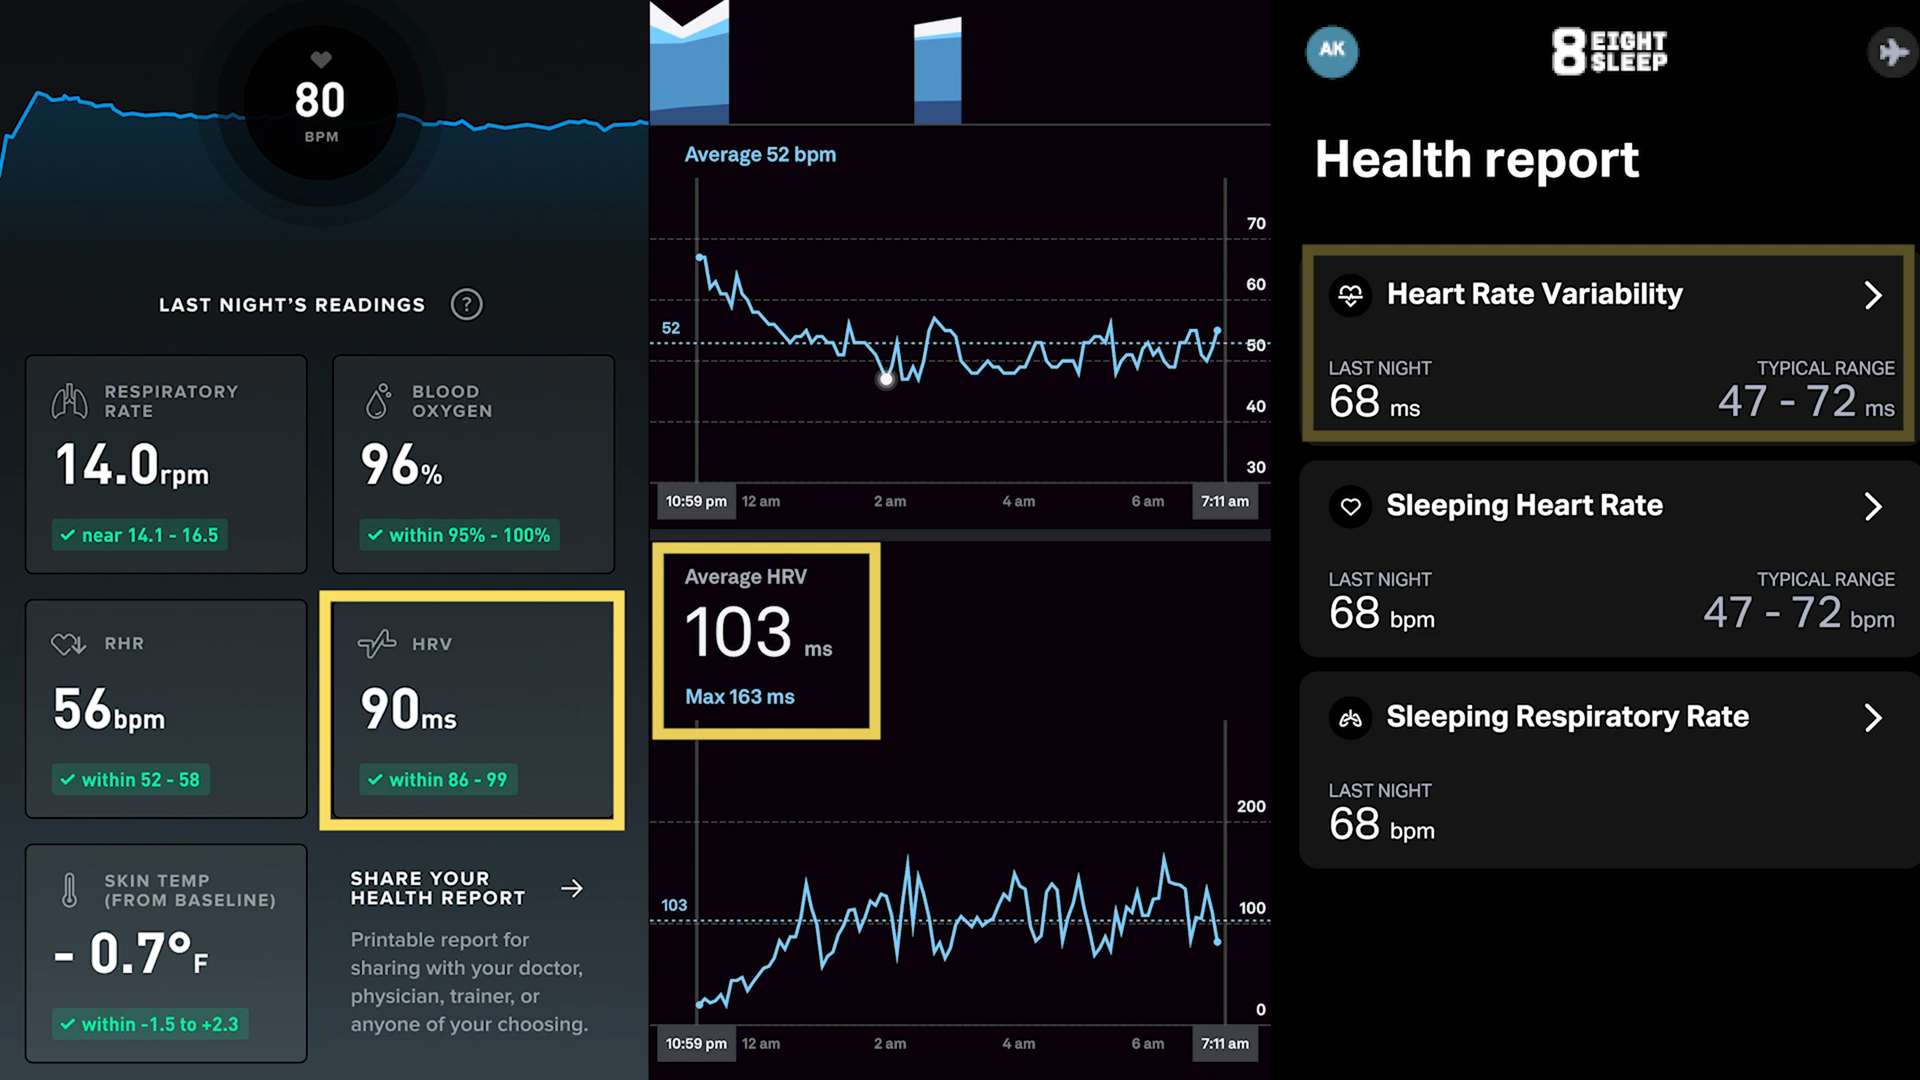 80
BPM
LAST NIGHT'S READINGS ?
RESPIRATORY
RATE
14.0rpm
near 14.1 - 16.5
BLOOD
OXYGEN
96%
within 95% - 100%
RHR
56bpm
within 52 - 58
HRV
90ms
within 86 - 99
SKIN TEMP
(FROM BASELINE)
- 0.7°F
within -1.5 to +2.3
SHARE YOUR
HEALTH REPORT
Printable report for
sharing with your doctor,
physician, trainer, or
anyone of your choosing.
Average 52 bpm
70
60
52
50
40
30
10:59 pm 12 am 2 am 4 am 6 am 7:11 am
Average HRV
103 ms
Max 163 ms
200
103
100
0
10:59 pm 12 am 2 am 4 am 6 am 7:11 am
AK
8 EIGHT
SLEEP
Health report
Heart Rate Variability
LAST NIGHT TYPICAL RANGE
68 ms 47 - 72 ms
Sleeping Heart Rate
LAST NIGHT TYPICAL RANGE
68 bpm 47 - 72 bpm
Sleeping Respiratory Rate
LAST NIGHT
68 bpm